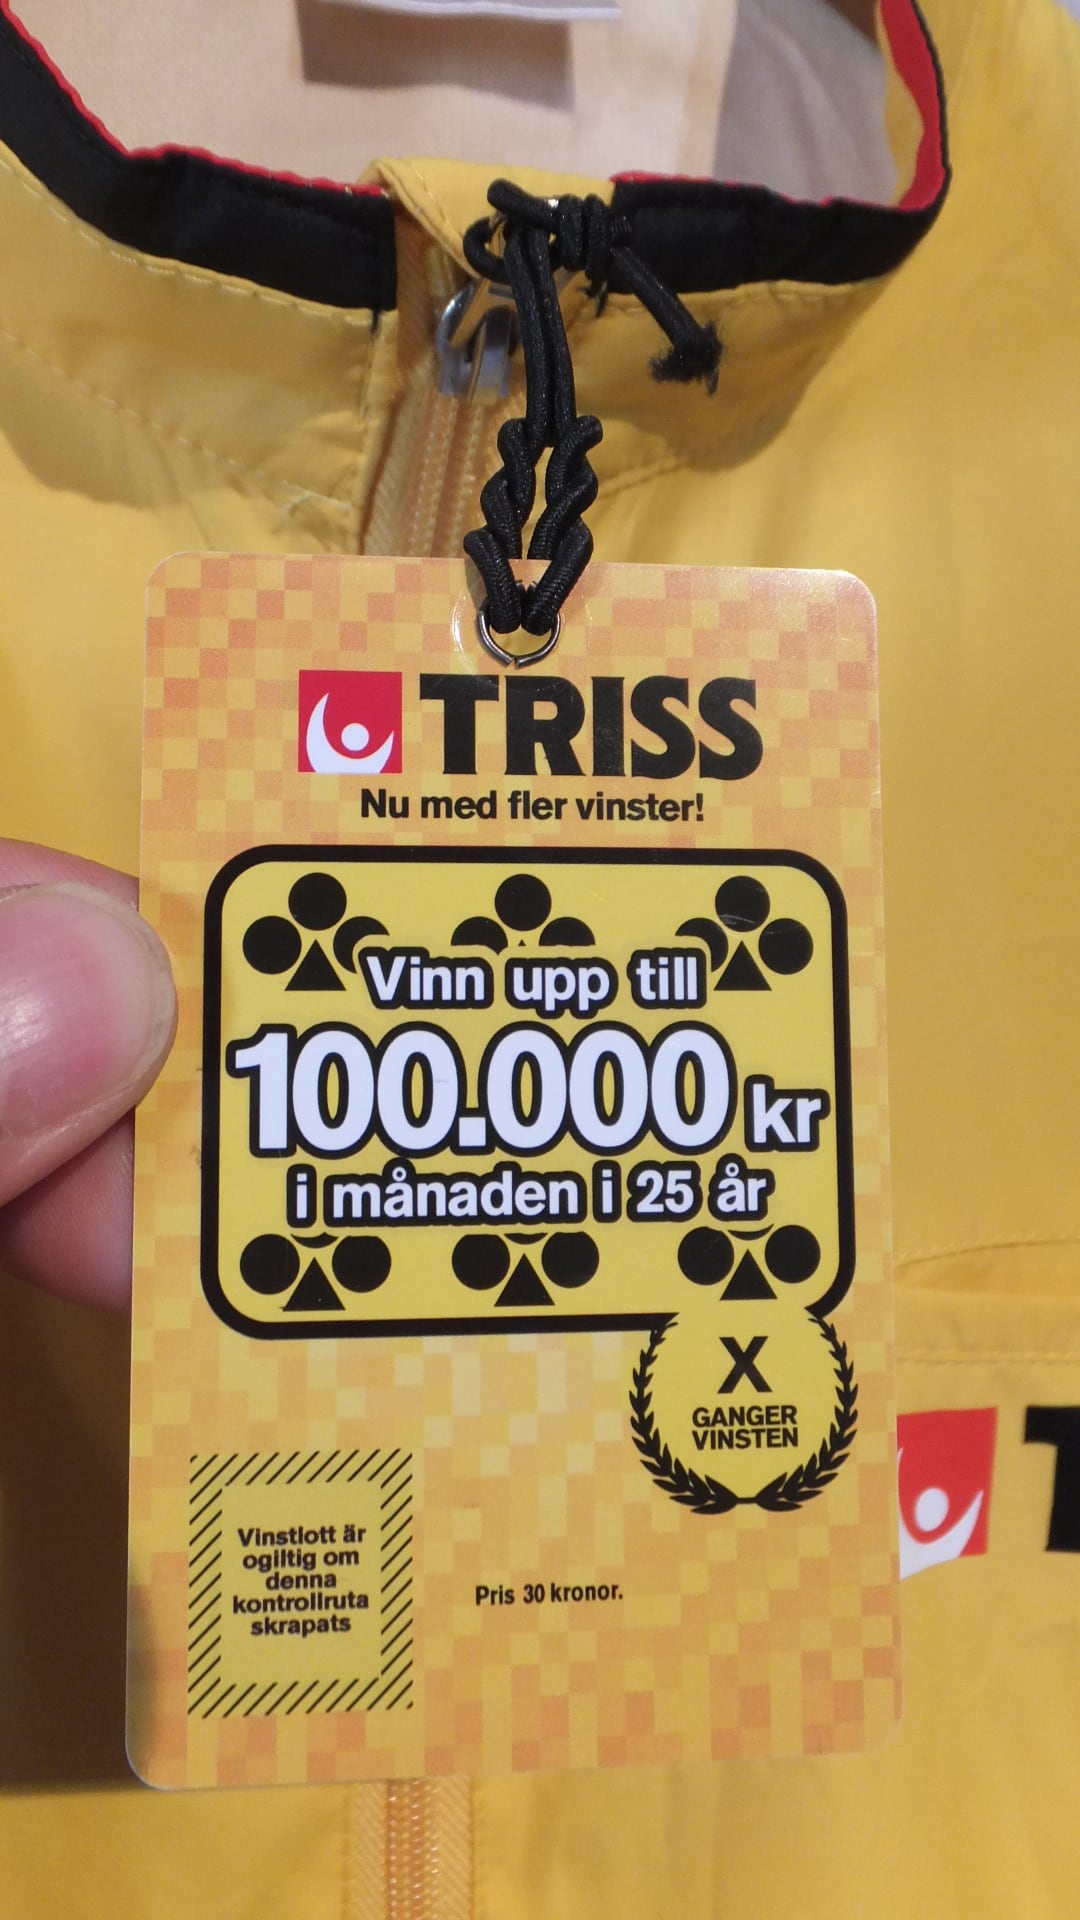 TRISS
Nu med fler vinster!
Vinn upp till
100.000 kr
i månaden i 25 år
X
GANGER
VINSTEN
Vinstlott är
ogiltig om
denna
kontrollruta
skrapats
Pris 30 kronor.